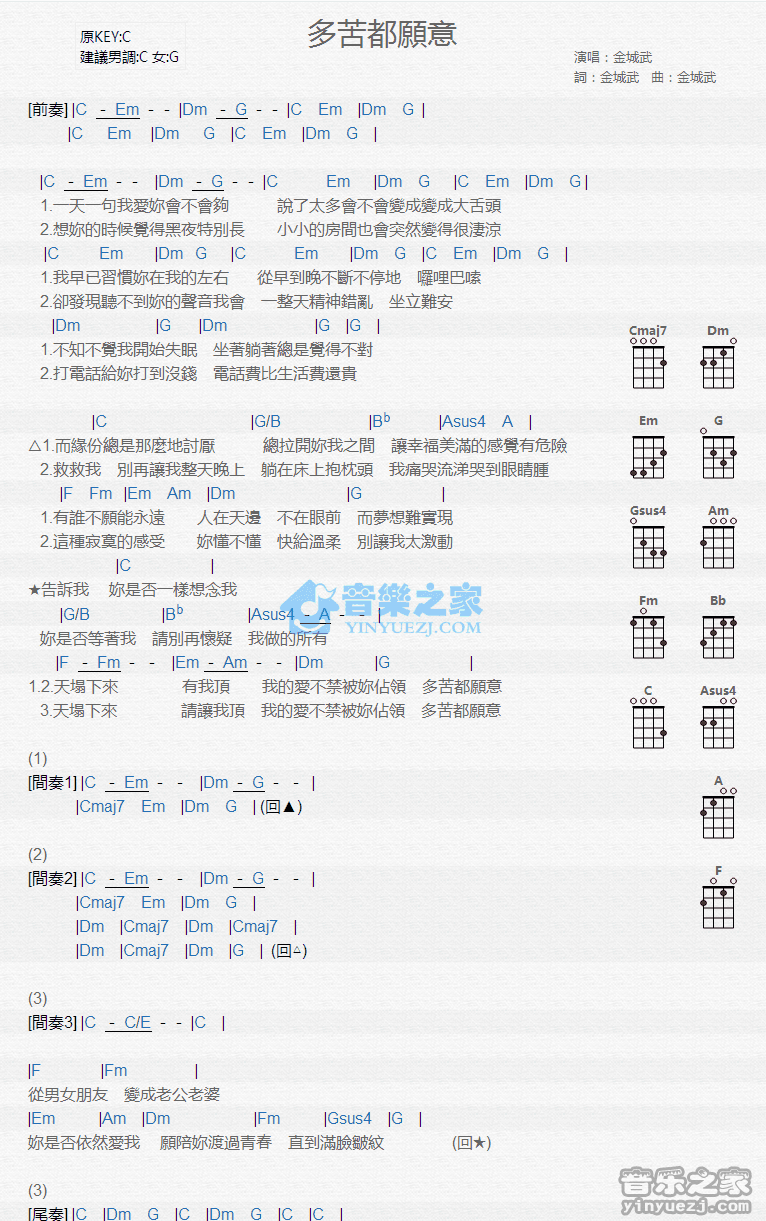 多苦都願意
原KEY:C
建議男調:C 女:G
演唱：金城武
詞：金城武 曲：金城武
[前奏] |C - Em - - |Dm - G - - |C Em |Dm G |
|C Em |Dm G |C Em |Dm G |
|C - Em - - |Dm - G - - |C Em |Dm G |C Em |Dm G |
1.一天一句我愛妳會不會夠 說了太多會不會變成變成大舌頭
2.想妳的時候覺得黑夜特別長 小小的房間也會突然變得很淒涼
|C Em |Dm G |C Em |Dm G |C Em |Dm G |
1.我早已習慣妳在我的左右 從早到晚不斷不停地 囉哩巴嗦
2.卻發現聽不到妳的聲音我會 一整天精神錯亂 坐立難安
|Dm |G |Dm |G |G |
1.不知不覺我開始失眠 坐著躺著總是覺得不對
2.打電話給妳打到沒錢 電話費比生活費還貴
|C |G/B |Bb |Asus4 A |
△1.而緣份總是那麼地討厭 總拉開妳我之間 讓幸福美滿的感覺有危險
2.救救我 別再讓我整天晚上 躺在床上抱枕頭 我痛哭流涕哭到眼睛腫
|F Fm |Em Am |Dm |G |
1.有誰不願能永遠 人在天邊 不在眼前 而夢想難實現
2.這種寂寞的感受 妳懂不懂 快給溫柔 別讓我太激動
|C |
★告訴我 妳是否一樣想念我
|G/B |Bb |Asus4 - A - - |
妳是否等著我 請別再懷疑 我做的所有
|F - Fm - - |Em - Am - - |Dm |G |
1.2.天塌下來 有我頂 我的愛不禁被妳佔領 多苦都願意
3.天塌下來 請讓我頂 我的愛不禁被妳佔領 多苦都願意
(1)
[間奏1] |C - Em - - |Dm - G - - |
|Cmaj7 Em |Dm G | (回▲)
(2)
[間奏2] |C - Em - - |Dm - G - - |
|Cmaj7 Em |Dm G |
|Dm |Cmaj7 |Dm |Cmaj7 |
|Dm |Cmaj7 |Dm |G | (回△)
(3)
[間奏3] |C - C/E - - |C |
|F |Fm |
從男女朋友 變成老公老婆
|Em |Am |Dm |Fm |Gsus4 |G |
妳是否依然愛我 願陪妳渡過青春 直到滿臉皺紋 (回★)
(3)
[尾奏] |C |Dm G |C |Dm G |C |C |
Cmaj7 Dm
Em G
Gsus4 Am
Fm Bb
C Asus4
A
F
音樂之家
YINYUEZJ.COM
音乐之家
yinyuezj.com